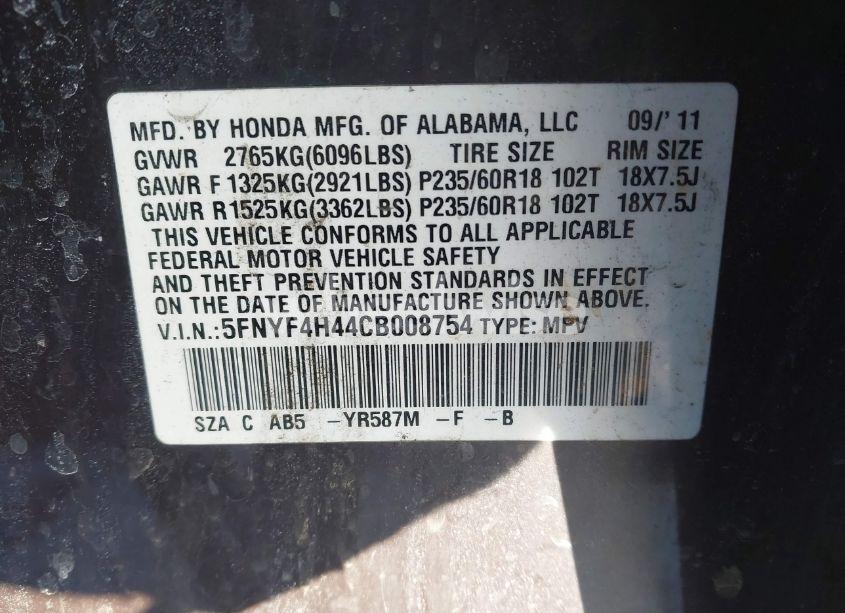 MFD. BY HONDA MFG. OF ALABAMA, LLC 09/' 11
GVWR 2765KG(6096LBS) TIRE SIZE RIM SIZE
GAWR F 1325KG(2921LBS) P235/60R18 102T 18X7.5J
GAWR R1525KG(3362LBS) P235/60R18 102T 18X7.5J
THIS VEHICLE CONFORMS TO ALL APPLICABLE
FEDERAL MOTOR VEHICLE SAFETY
AND THEFT PREVENTION STANDARDS IN EFFECT
ON THE DATE OF MANUFACTURE SHOWN ABOVE.
V.I.N.:5FNYF4H44CB008754 TYPE: MPV
SZA C AB5 -YR587M -F -B